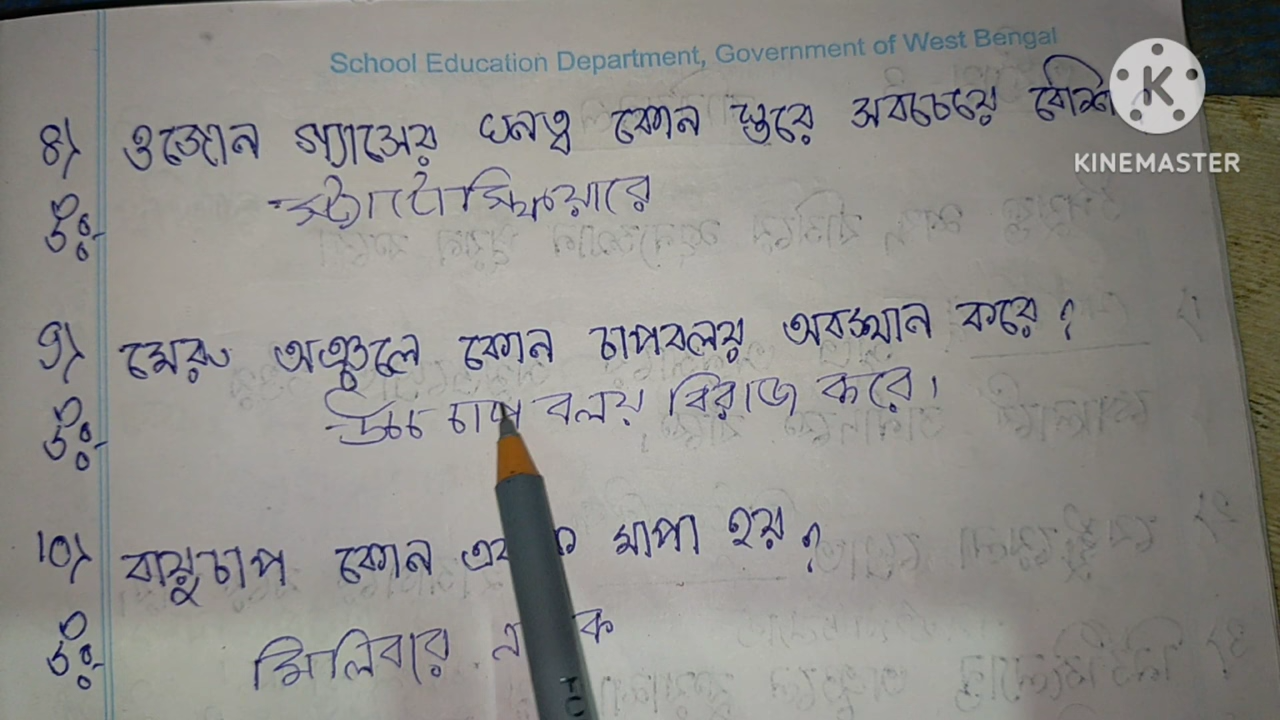 School Education Department, Government of West Bengal
8) ওজোন গ্যাসের ঘনত্ব কোন স্তরে সবচেয়ে বেশি
উঃ- স্ট্রাটোস্ফিয়ারে
9) মেরু অঞ্চলে কোন চাপবলয় অবস্থান করে?
উঃ- উচ্চ চাপ বলয় বিরাজ করে।
10) বায়ুচাপ কোন মাপা হয়?
উঃ- মিলিবারে
KINEMASTER